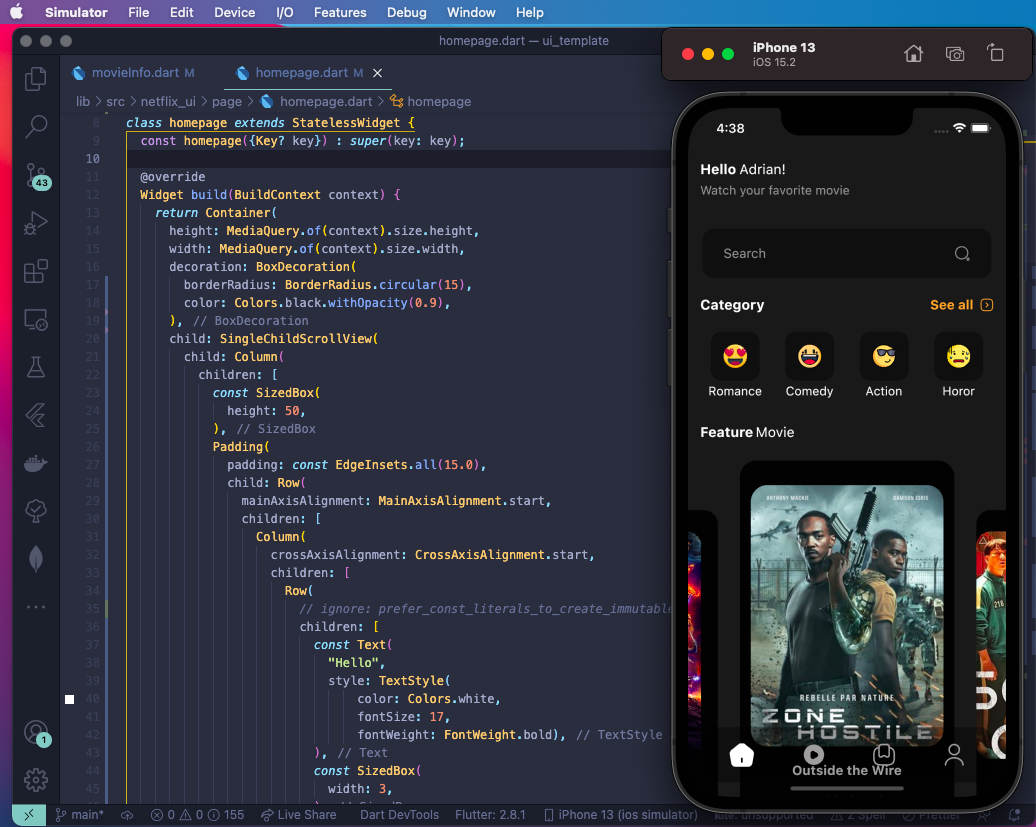 Simulator File Edit Device I/O Features Debug Window Help
homepage.dart — ui_template
iPhone 13
iOS 15.2
movieInfo.dart M
homepage.dart M
lib > src > netflix_ui > page > homepage.dart > homepage
8 class homepage extends StatelessWidget {
9 const homepage({Key? key}) : super(key: key);
10
11 @override
12 Widget build(BuildContext context) {
13 return Container(
14 height: MediaQuery.of(context).size.height,
15 width: MediaQuery.of(context).size.width,
16 decoration: BoxDecoration(
17 borderRadius: BorderRadius.circular(15),
18 color: Colors.black.withOpacity(0.9),
19 ), // BoxDecoration
20 child: SingleChildScrollView(
21 child: Column(
22 children: [
23 const SizedBox(
24 height: 50,
25 ), // SizedBox
26 Padding(
27 padding: const EdgeInsets.all(15.0),
28 child: Row(
29 mainAxisAlignment: MainAxisAlignment.start,
30 children: [
31 Column(
32 crossAxisAlignment: CrossAxisAlignment.start,
33 children: [
34 Row(
35 // ignore: prefer_const_literals_to_create_immutable
36 children: [
37 const Text(
38 "Hello",
39 style: TextStyle(
40 color: Colors.white,
41 fontSize: 17,
42 fontWeight: FontWeight.bold), // TextStyle
43 ), // Text
44 const SizedBox(
45 width: 3,
43
1
4:38
Hello Adrian!
Watch your favorite movie
Search
Category
See all
Romance
Comedy
Action
Horor
Feature Movie
ANTHONY MACKIE DAMSON IDRIS
REBELLE PAR NATURE
ZONE
HOSTILE
218
Outside the Wire
main* 0 0 155 Live Share Dart DevTools Flutter: 2.8.1 iPhone 13 (ios simulator) kite: unsupported 2 Spell Prettier